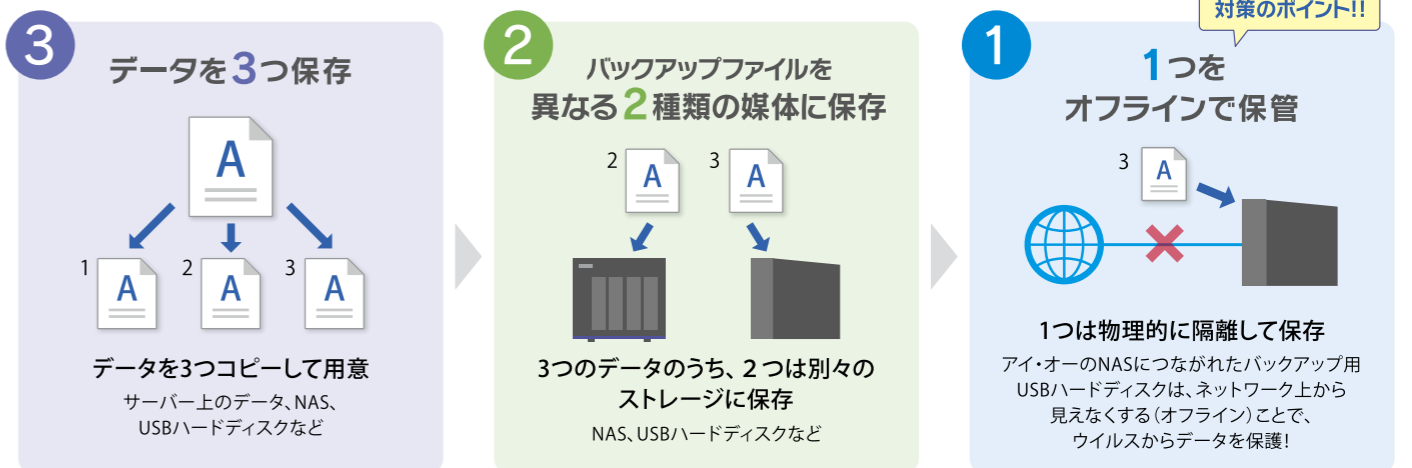 3
データを3つ保存
A
1
A
2
A
3
A
データを3つコピーして用意
サーバー上のデータ、NAS、
USBハードディスクなど
2
バックアップファイルを
異なる2種類の媒体に保存
2
A
3
A
3つのデータのうち、2つは別々の
ストレージに保存
NAS、USBハードディスクなど
対策のポイント!!
1
1つを
オフラインで保管
3
A
1つは物理的に隔離して保存
アイ・オーのNASにつながれたバックアップ用
USBハードディスクは、ネットワーク上から
見えなくする(オフライン)ことで、
ウイルスからデータを保護!